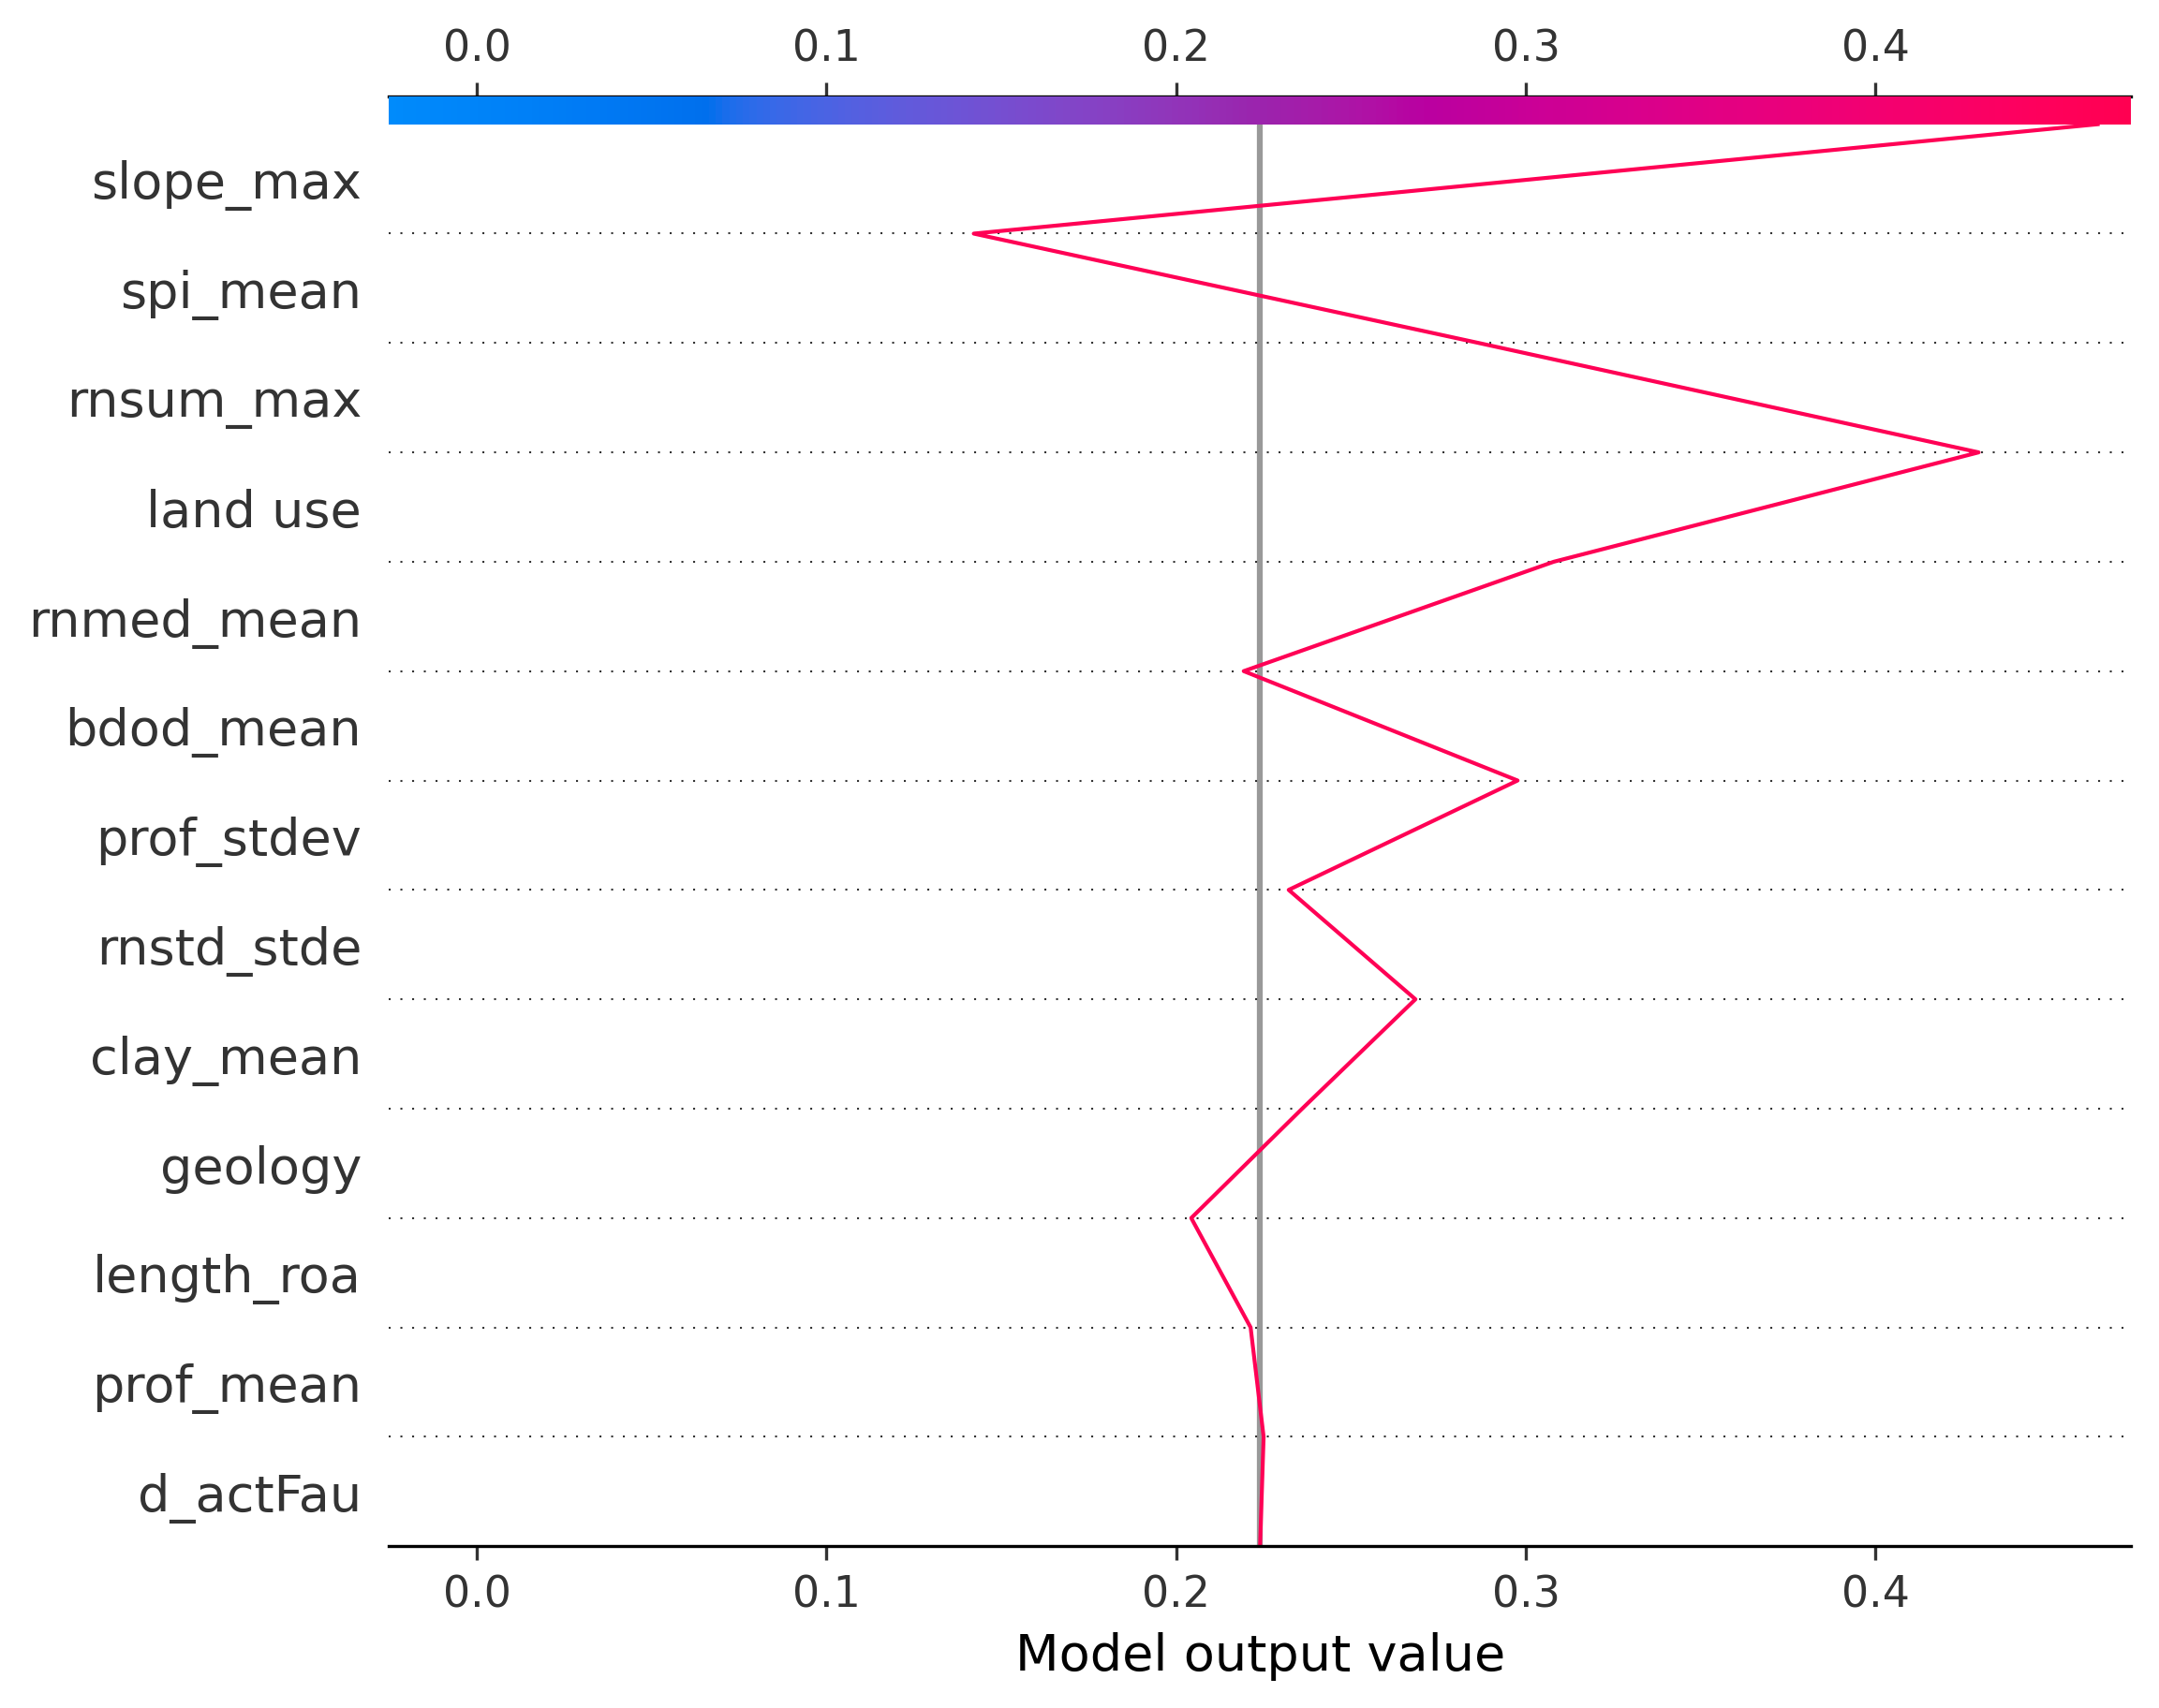 0.0 0.1 0.2 0.3 0.4
slope_max
spi_mean
rnsum_max
land use
rnmed_mean
bdod_mean
prof_stdev
rnstd_stde
clay_mean
geology
length_roa
prof_mean
d_actFau
0.0 0.1 0.2 0.3 0.4
Model output value